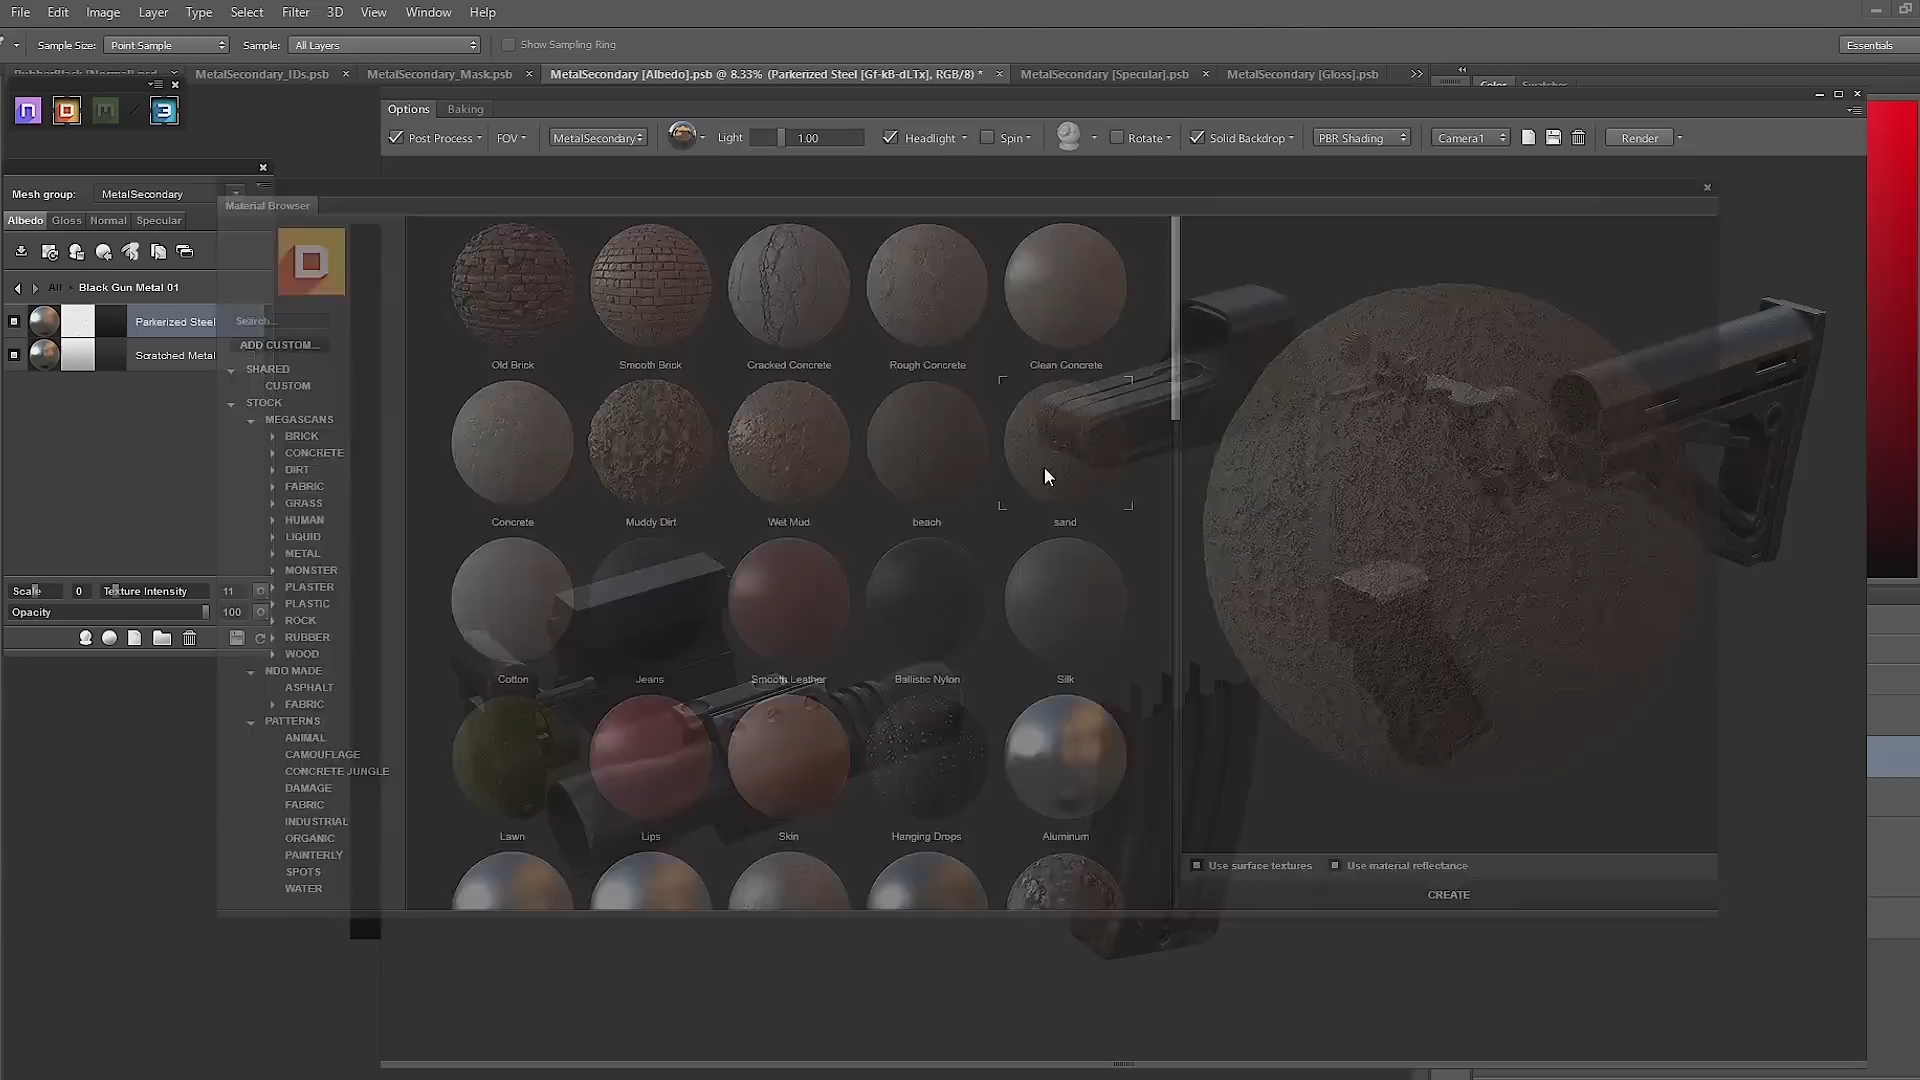 File Edit Image Layer Type Select Filter 3D View Window Help
Sample Size: Point Sample Sample: All Layers Show Sampling Ring Essentials
MetalSecondary_IDs.psb × MetalSecondary_Mask.psb × MetalSecondary [Albedo].psb @ 8.33% (Parkerized Steel [Gf-kB-dLTx], RGB/8) * × MetalSecondary [Specular].psb × MetalSecondary [Gloss].psb >> Color Swatches
Options Baking
Post Process FOV MetalSecondary Light 1.00 Headlight Spin Rotate Solid Backdrop PBR Shading Camera1 Render
Mesh group: MetalSecondary
Albedo Gloss Normal Specular
All Black Gun Metal 01
Parkerized Steel
Scratched Metal
Scale 0 Texture Intensity 11
Opacity 100
Material Browser
Search...
ADD CUSTOM...
SHARED
CUSTOM
STOCK
MEGASCANS
BRICK
CONCRETE
DIRT
FABRIC
GRASS
HUMAN
LIQUID
METAL
MONSTER
PLASTER
PLASTIC
ROCK
RUBBER
WOOD
NDO MADE
ASPHALT
FABRIC
PATTERNS
ANIMAL
CAMOUFLAGE
CONCRETE JUNGLE
DAMAGE
FABRIC
INDUSTRIAL
ORGANIC
PAINTERLY
SPOTS
WATER
Old Brick Smooth Brick Cracked Concrete Rough Concrete Clean Concrete
Concrete Muddy Dirt Wet Mud beach sand
Cotton Jeans Smooth Leather Ballistic Nylon Silk
Lawn Lips Skin Hanging Drops Aluminum
Use surface textures Use material reflectance
CREATE